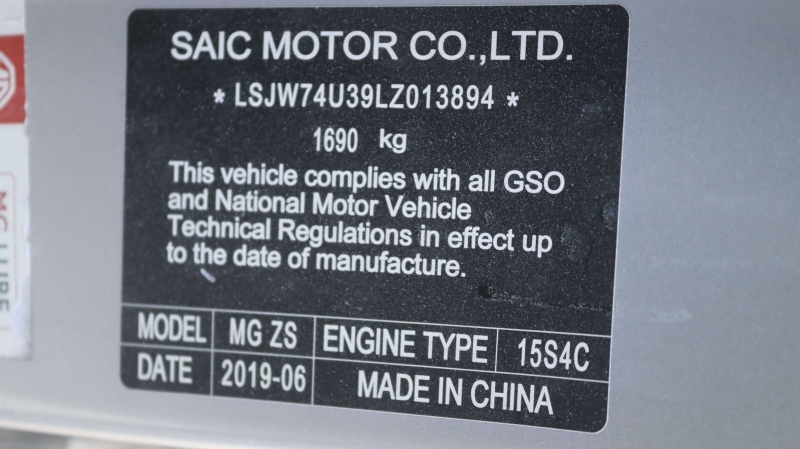 SAIC MOTOR CO.,LTD.
* LSJW74U39LZ013894 *
1690 kg
This vehicle complies with all GSO
and National Motor Vehicle
Technical Regulations in effect up
to the date of manufacture.
MODEL MG ZS ENGINE TYPE 15S4C
DATE 2019-06 MADE IN CHINA